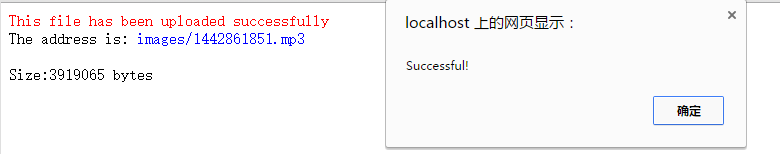 This file has been uploaded successfully
The address is: images/1442861851.mp3
Size:3919065 bytes
localhost 上的网页显示：
Successful!
确定